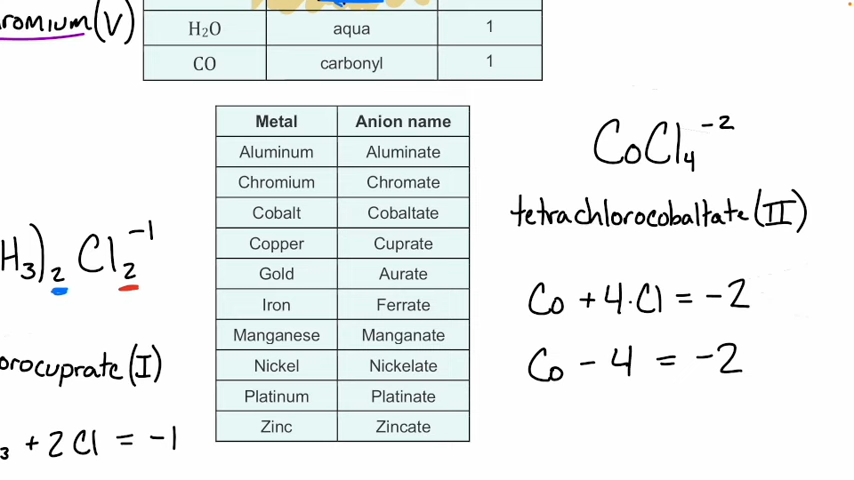 romium(V)
H₂O aqua 1
CO carbonyl 1
Metal Anion name
Aluminum Aluminate
Chromium Chromate
Cobalt Cobaltate
Copper Cuprate
Gold Aurate
Iron Ferrate
Manganese Manganate
Nickel Nickelate
Platinum Platinate
Zinc Zincate
H₃)₂ Cl₂⁻¹
orocuprate(I)
₃ + 2Cl = -1
CoCl₄⁻²
tetrachlorocobaltate(II)
Co + 4·Cl = -2
Co - 4 = -2